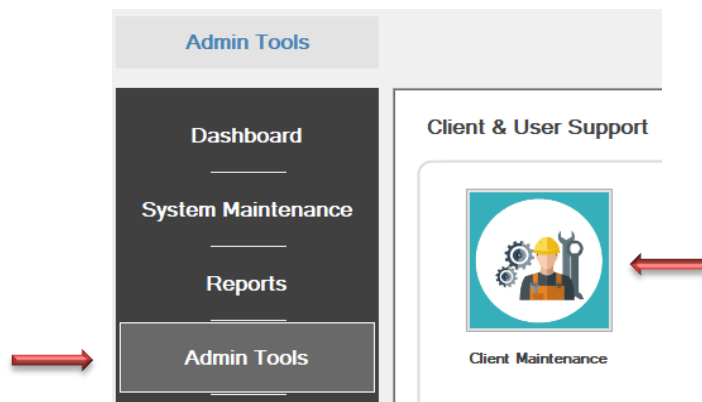 Admin Tools
Dashboard
System Maintenance
Reports
Admin Tools
Client & User Support
Client Maintenance